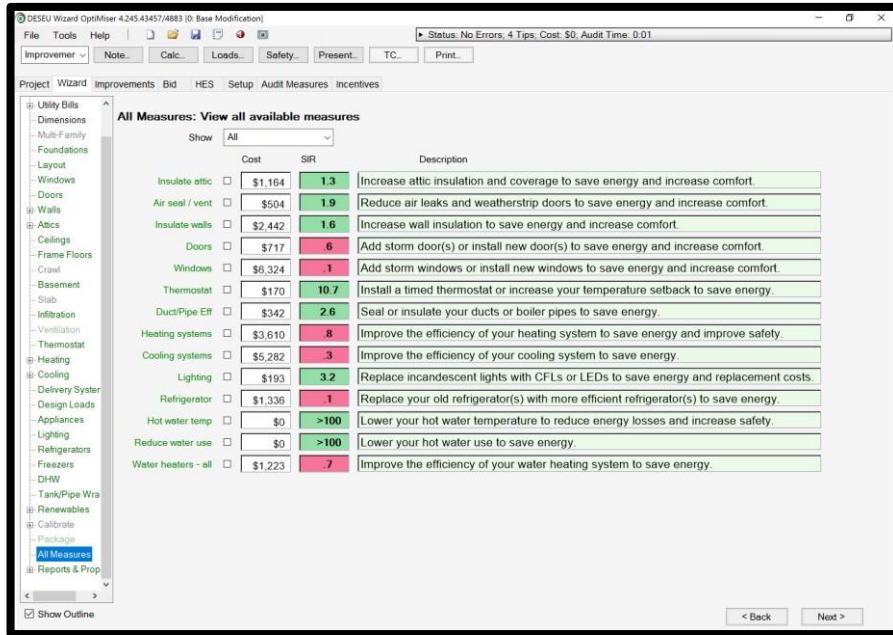 DESEU Wizard OptiMiser 4.245.43457/4883 [0: Base Modification]
File Tools Help
Status: No Errors; 4 Tips; Cost: $0; Audit Time: 0:01
Improvemer Note... Calc... Loads... Safety... Present... TC... Print...
Project Wizard Improvements Bid HES Setup Audit Measures Incentives
Utility Bills
Dimensions
Multi-Family
Foundations
Layout
Windows
Doors
Walls
Attics
Ceilings
Frame Floors
Crawl
Basement
Slab
Infiltration
Ventilation
Thermostat
Heating
Cooling
Delivery Syster
Design Loads
Appliances
Lighting
Refrigerators
Freezers
DHW
Tank/Pipe Wra
Renewables
Calibrate
Package
All Measures
Reports & Prop
Show Outline
All Measures: View all available measures
Show All
Cost SIR Description
Insulate attic $1,164 1.3 Increase attic insulation and coverage to save energy and increase comfort.
Air seal / vent $504 1.9 Reduce air leaks and weatherstrip doors to save energy and increase comfort.
Insulate walls $2,442 1.6 Increase wall insulation to save energy and increase comfort.
Doors $717 .6 Add storm door(s) or install new door(s) to save energy and increase comfort.
Windows $6,324 .1 Add storm windows or install new windows to save energy and increase comfort.
Thermostat $170 10.7 Install a timed thermostat or increase your temperature setback to save energy.
Duct/Pipe Eff $342 2.6 Seal or insulate your ducts or boiler pipes to save energy.
Heating systems $3,610 .8 Improve the efficiency of your heating system to save energy and improve safety.
Cooling systems $5,282 .3 Improve the efficiency of your cooling system to save energy.
Lighting $193 3.2 Replace incandescent lights with CFLs or LEDs to save energy and replacement costs.
Refrigerator $1,336 .1 Replace your old refrigerator(s) with more efficient refrigerator(s) to save energy.
Hot water temp $0 >100 Lower your hot water temperature to reduce energy losses and increase safety.
Reduce water use $0 >100 Lower your hot water use to save energy.
Water heaters - all $1,223 .7 Improve the efficiency of your water heating system to save energy.
< Back Next >